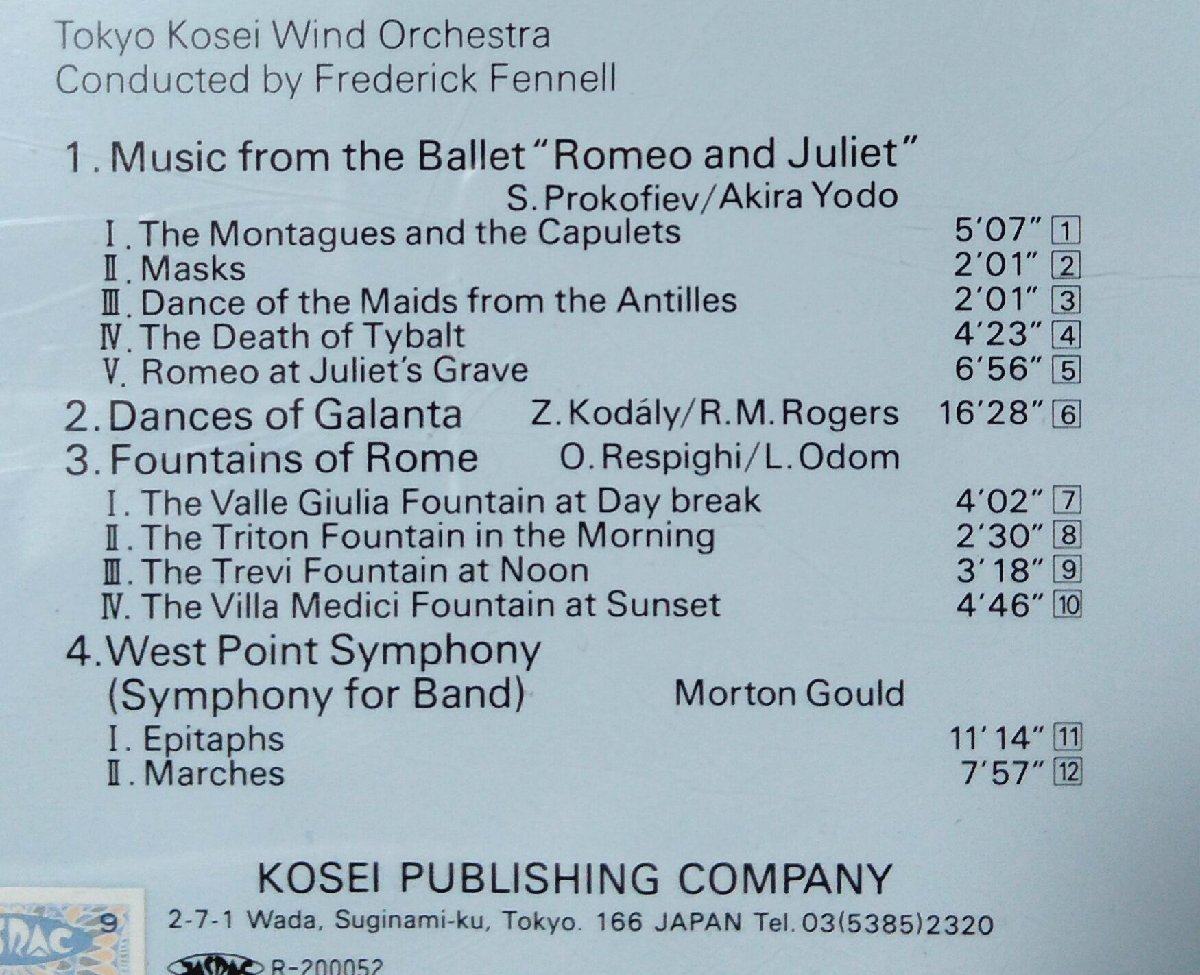 Tokyo Kosei Wind Orchestra
Conducted by Frederick Fennell
1. Music from the Ballet “Romeo and Juliet”
S. Prokofiev/Akira Yodo
Ⅰ. The Montagues and the Capulets 5′07″ 1
Ⅱ. Masks 2′01″ 2
Ⅲ. Dance of the Maids from the Antilles 2′01″ 3
Ⅳ. The Death of Tybalt 4′23″ 4
Ⅴ. Romeo at Juliet's Grave 6′56″ 5
2. Dances of Galanta Z. Kodály/R.M. Rogers 16′28″ 6
3. Fountains of Rome O. Respighi/L. Odom
Ⅰ. The Valle Giulia Fountain at Day break 4′02″ 7
Ⅱ. The Triton Fountain in the Morning 2′30″ 8
Ⅲ. The Trevi Fountain at Noon 3′18″ 9
Ⅳ. The Villa Medici Fountain at Sunset 4′46″ 10
4. West Point Symphony
(Symphony for Band) Morton Gould
Ⅰ. Epitaphs 11′14″ 11
Ⅱ. Marches 7′57″ 12
KOSEI PUBLISHING COMPANY
9
2-7-1 Wada, Suginami-ku, Tokyo. 166 JAPAN Tel. 03(5385)2320
JASRAC R-200052